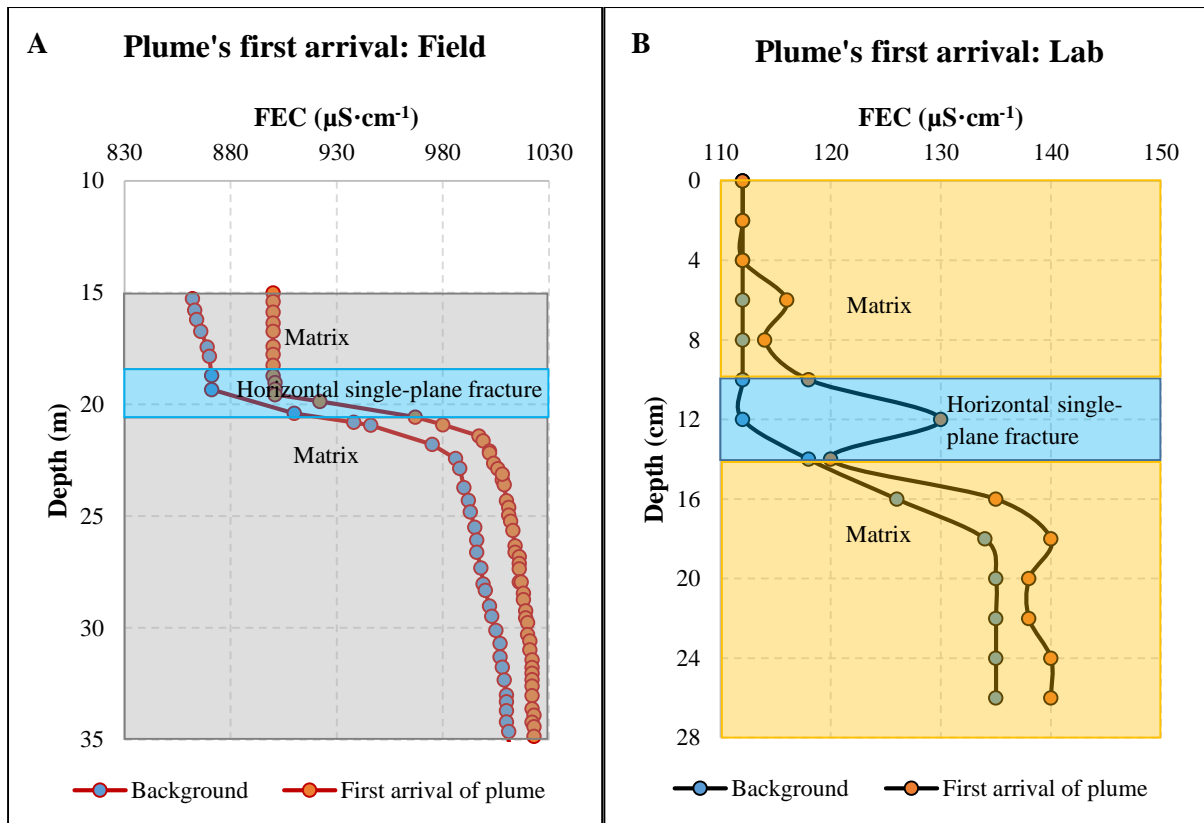 A
Plume's first arrival: Field
FEC (µS·cm-1)
830 880 930 980 1030
10
15
20
25
30
35
Depth (m)
Matrix
Horizontal single-plane fracture
Matrix
Background
First arrival of plume
B
Plume's first arrival: Lab
FEC (µS·cm-1)
110 120 130 140 150
0
4
8
12
16
20
24
28
Depth (cm)
Matrix
Horizontal single-
plane fracture
Matrix
Background
First arrival of plume